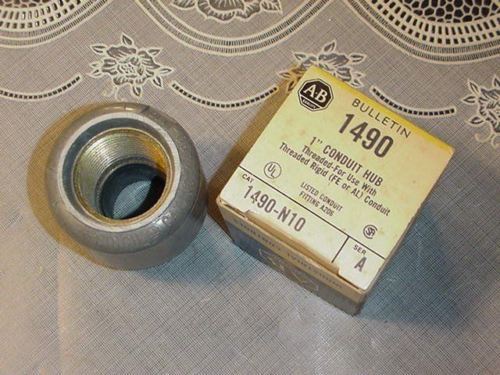 A-B
BULLETIN
1490
1" CONDUIT HUB
Threaded-For Use With
Threaded Rigid (FE or AL) Conduit
UL
LISTED CONDUIT
FITTING A206
CAT
1490-N10
SER
A